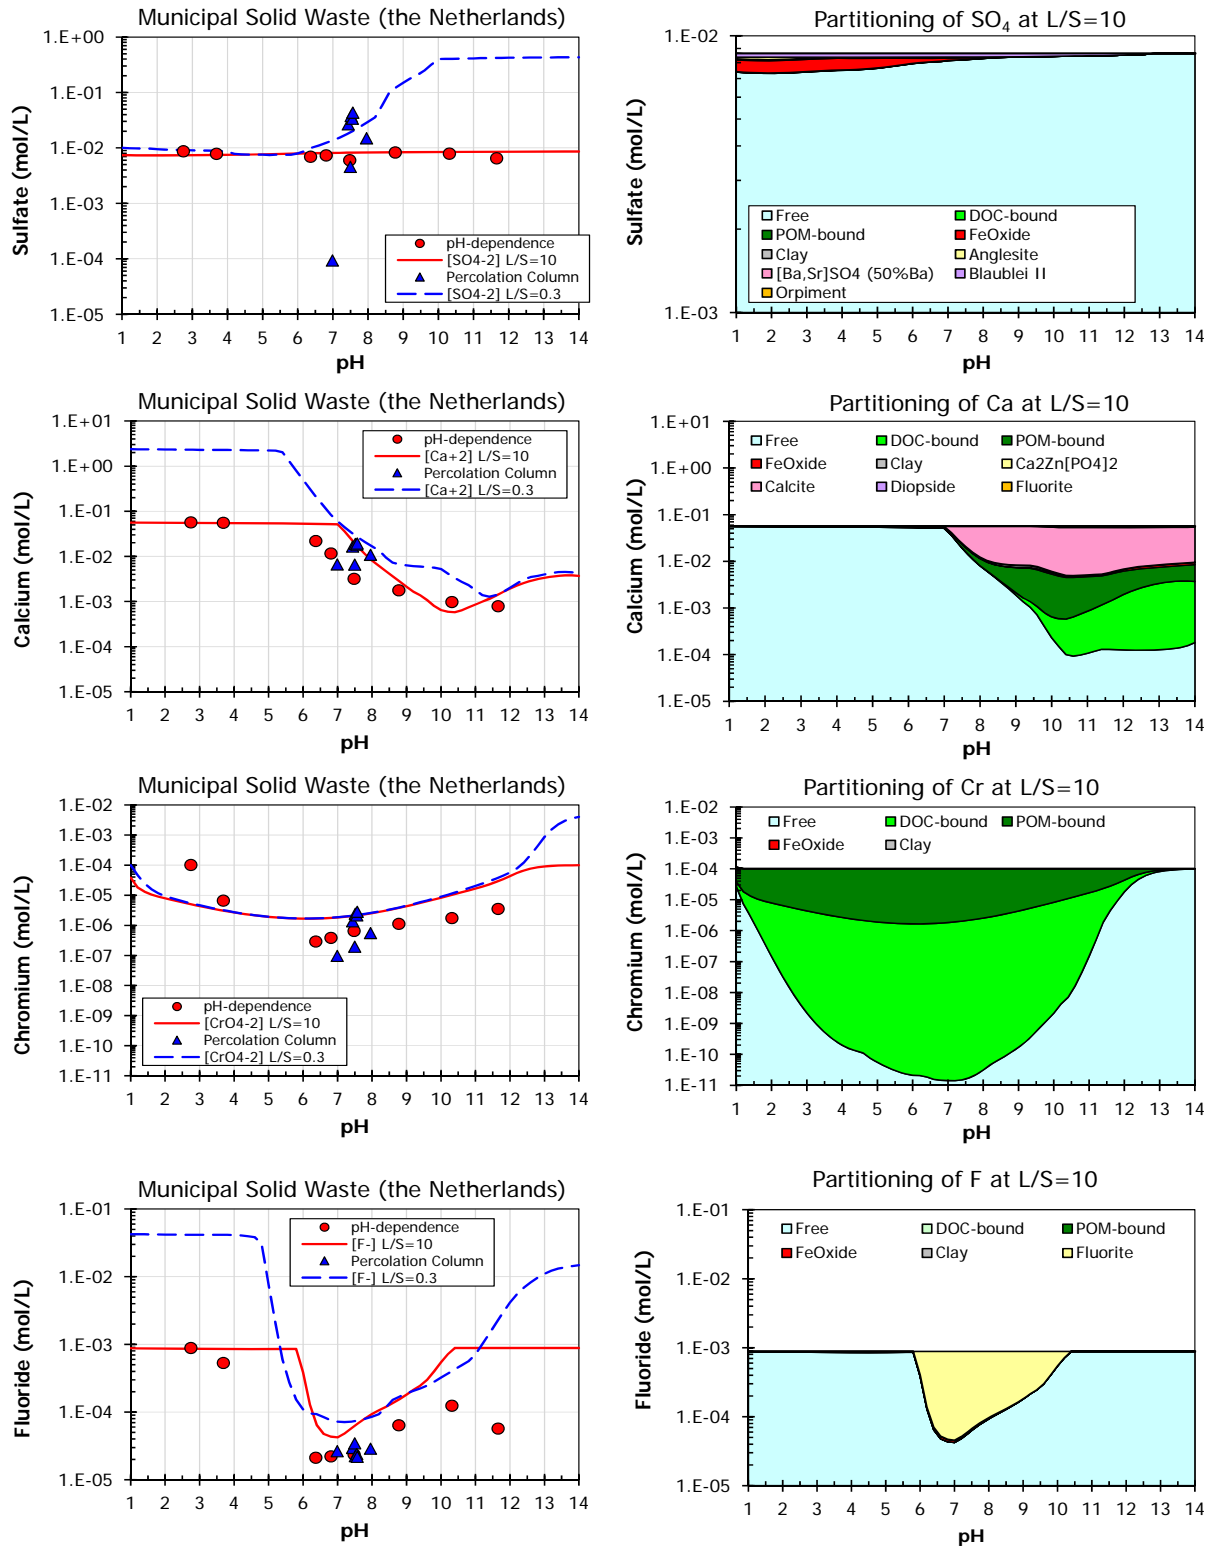 Municipal Solid Waste (the Netherlands)
Sulfate (mol/L)
1.E+00
1.E-01
1.E-02
1.E-03
1.E-04
1.E-05
pH-dependence
[SO4-2] L/S=10
Percolation Column
[SO4-2] L/S=0.3
1 2 3 4 5 6 7 8 9 10 11 12 13 14
pH
Partitioning of SO4 at L/S=10
Sulfate (mol/L)
1.E-02
1.E-03
Free DOC-bound
POM-bound FeOxide
Clay Anglesite
[Ba,Sr]SO4 (50%Ba) Blaublei II
Orpiment
1 2 3 4 5 6 7 8 9 10 11 12 13 14
pH
Municipal Solid Waste (the Netherlands)
Calcium (mol/L)
1.E+01
1.E+00
1.E-01
1.E-02
1.E-03
1.E-04
1.E-05
pH-dependence
[Ca+2] L/S=10
Percolation Column
[Ca+2] L/S=0.3
1 2 3 4 5 6 7 8 9 10 11 12 13 14
pH
Partitioning of Ca at L/S=10
Calcium (mol/L)
1.E+01
1.E+00
1.E-01
1.E-02
1.E-03
1.E-04
1.E-05
Free DOC-bound POM-bound
FeOxide Clay Ca2Zn[PO4]2
Calcite Diopside Fluorite
1 2 3 4 5 6 7 8 9 10 11 12 13 14
pH
Municipal Solid Waste (the Netherlands)
Chromium (mol/L)
1.E-02
1.E-03
1.E-04
1.E-05
1.E-06
1.E-07
1.E-08
1.E-09
1.E-10
1.E-11
pH-dependence
[CrO4-2] L/S=10
Percolation Column
[CrO4-2] L/S=0.3
1 2 3 4 5 6 7 8 9 10 11 12 13 14
pH
Partitioning of Cr at L/S=10
Chromium (mol/L)
1.E-02
1.E-03
1.E-04
1.E-05
1.E-06
1.E-07
1.E-08
1.E-09
1.E-10
1.E-11
Free DOC-bound POM-bound
FeOxide Clay
1 2 3 4 5 6 7 8 9 10 11 12 13 14
pH
Municipal Solid Waste (the Netherlands)
Fluoride (mol/L)
1.E-01
1.E-02
1.E-03
1.E-04
1.E-05
pH-dependence
[F-] L/S=10
Percolation Column
[F-] L/S=0.3
1 2 3 4 5 6 7 8 9 10 11 12 13 14
pH
Partitioning of F at L/S=10
Fluoride (mol/L)
1.E-01
1.E-02
1.E-03
1.E-04
1.E-05
Free DOC-bound POM-bound
FeOxide Clay Fluorite
1 2 3 4 5 6 7 8 9 10 11 12 13 14
pH